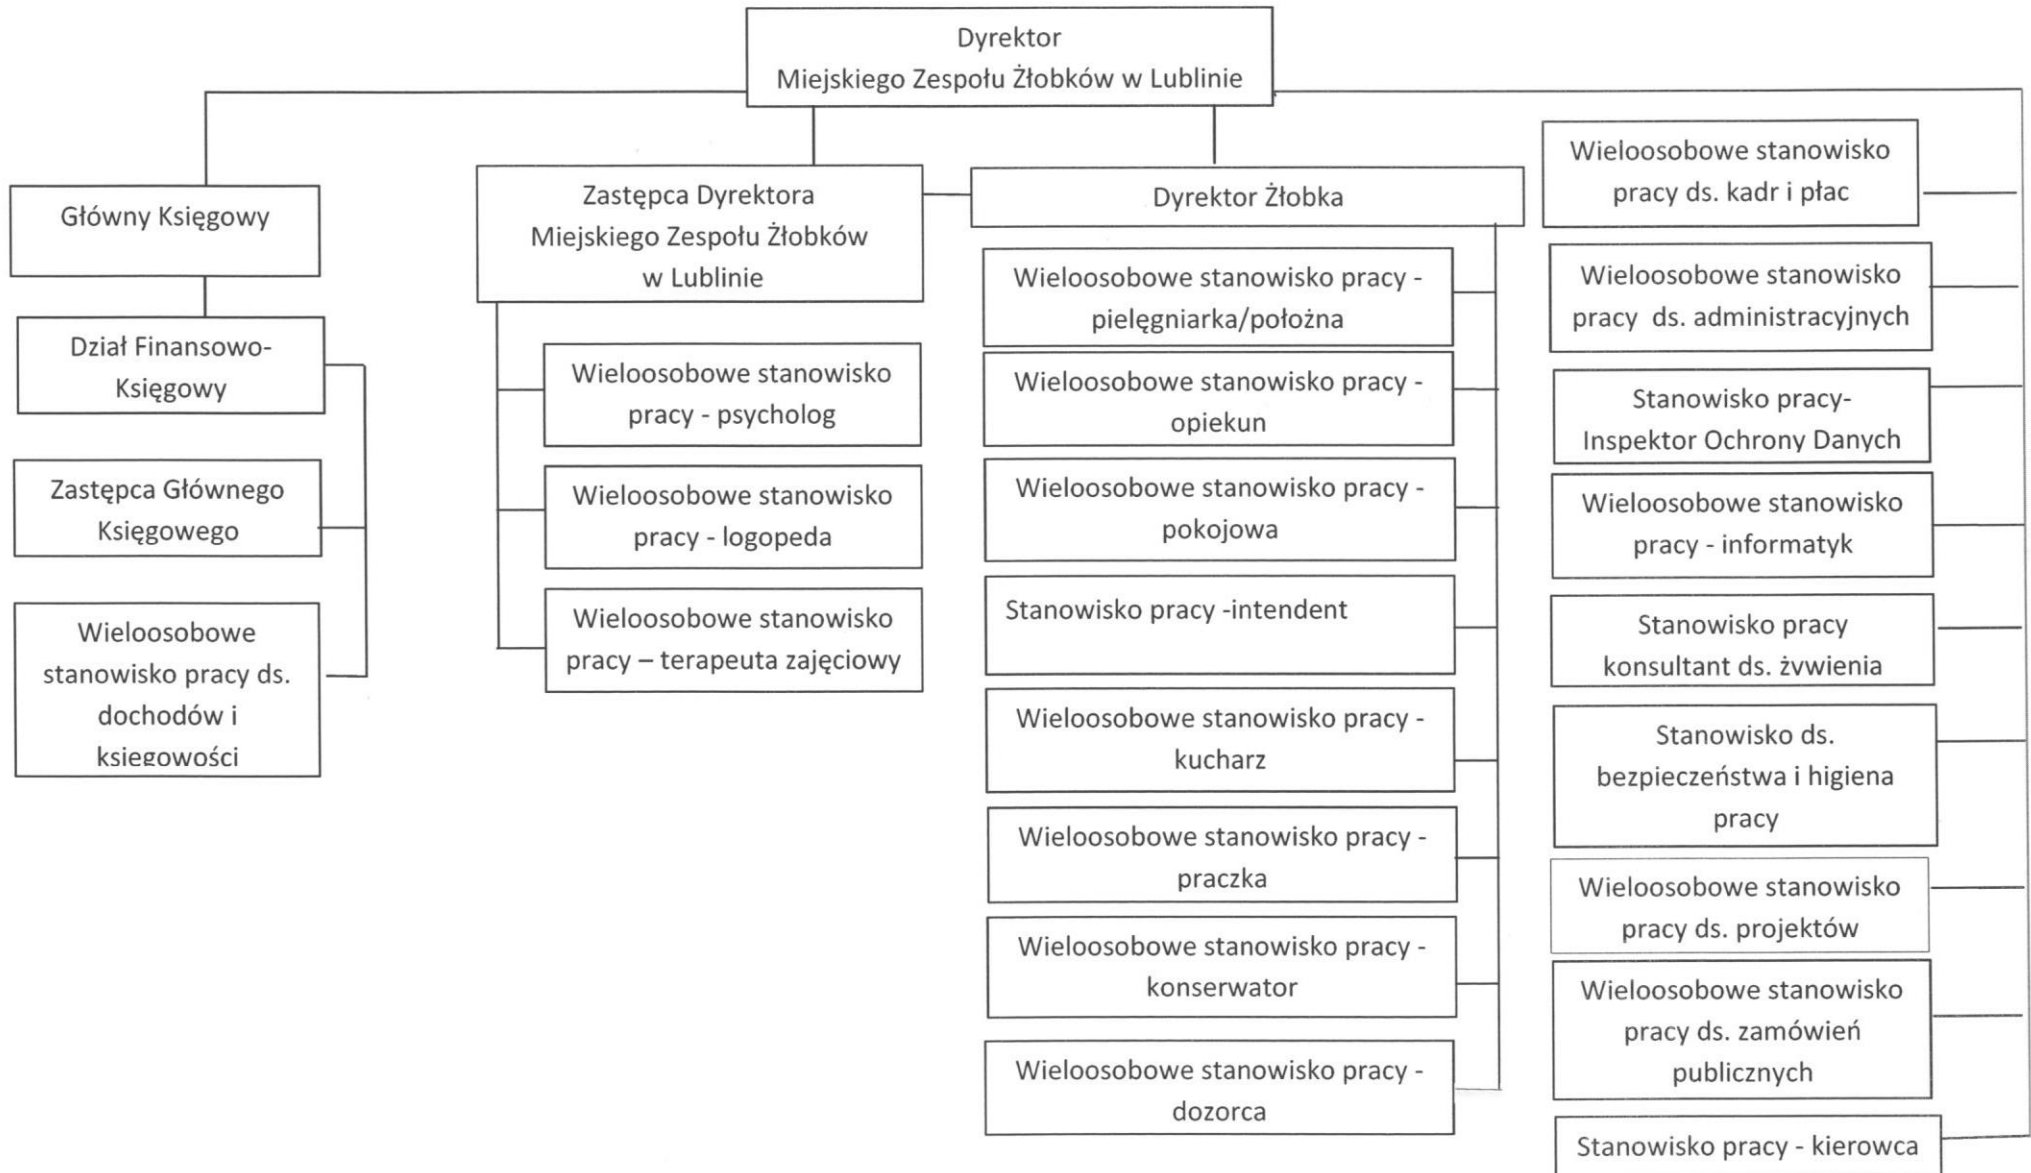 Dyrektor
Miejskiego Zespołu Żłobków w Lublinie
Główny Księgowy
Dział Finansowo-
Księgowy
Zastępca Głównego
Księgowego
Wieloosobowe
stanowisko pracy ds.
dochodów i
księgowości
Zastępca Dyrektora
Miejskiego Zespołu Żłobków
w Lublinie
Wieloosobowe stanowisko
pracy - psycholog
Wieloosobowe stanowisko
pracy - logopeda
Wieloosobowe stanowisko
pracy – terapeuta zajęciowy
Dyrektor Żłobka
Wieloosobowe stanowisko pracy -
pielęgniarka/położna
Wieloosobowe stanowisko pracy -
opiekun
Wieloosobowe stanowisko pracy -
pokojowa
Stanowisko pracy -intendent
Wieloosobowe stanowisko pracy -
kucharz
Wieloosobowe stanowisko pracy -
praczka
Wieloosobowe stanowisko pracy -
konserwator
Wieloosobowe stanowisko pracy -
dozorca
Wieloosobowe stanowisko
pracy ds. kadr i płac
Wieloosobowe stanowisko
pracy ds. administracyjnych
Stanowisko pracy-
Inspektor Ochrony Danych
Wieloosobowe stanowisko
pracy - informatyk
Stanowisko pracy
konsultant ds. żywienia
Stanowisko ds.
bezpieczeństwa i higiena
pracy
Wieloosobowe stanowisko
pracy ds. projektów
Wieloosobowe stanowisko
pracy ds. zamówień
publicznych
Stanowisko pracy - kierowca